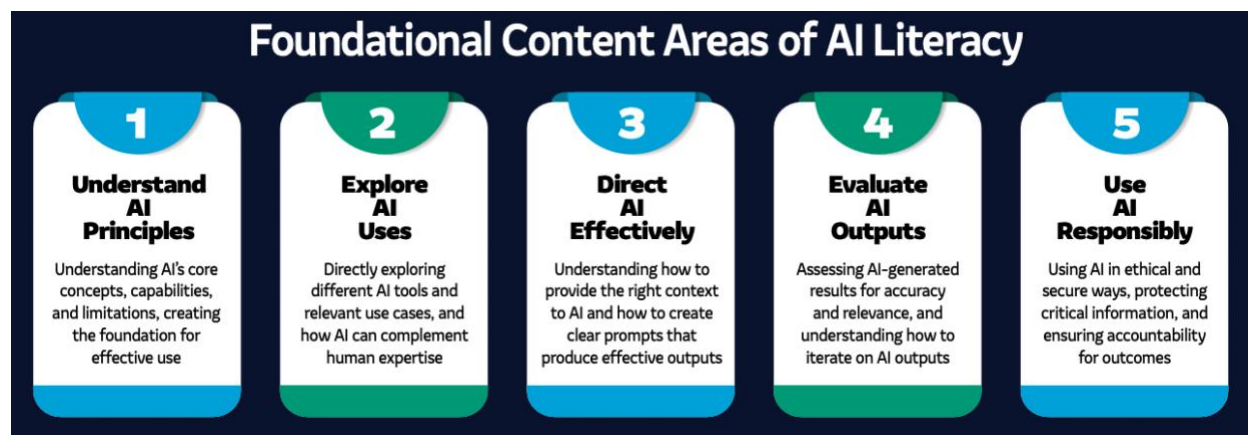 Foundational Content Areas of AI Literacy
1
Understand
AI
Principles
Understanding AI's core
concepts, capabilities,
and limitations, creating
the foundation for
effective use
2
Explore
AI
Uses
Directly exploring
different AI tools and
relevant use cases, and
how AI can complement
human expertise
3
Direct
AI
Effectively
Understanding how to
provide the right context
to AI and how to create
clear prompts that
produce effective outputs
4
Evaluate
AI
Outputs
Assessing AI-generated
results for accuracy
and relevance, and
understanding how to
iterate on AI outputs
5
Use
AI
Responsibly
Using AI in ethical and
secure ways, protecting
critical information, and
ensuring accountability
for outcomes